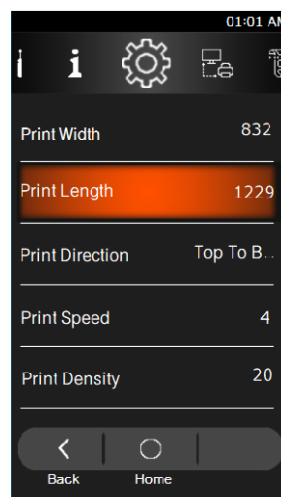 01:01 AM
Print Width 832
Print Length 1229
Print Direction Top To B..
Print Speed 4
Print Density 20
Back Home